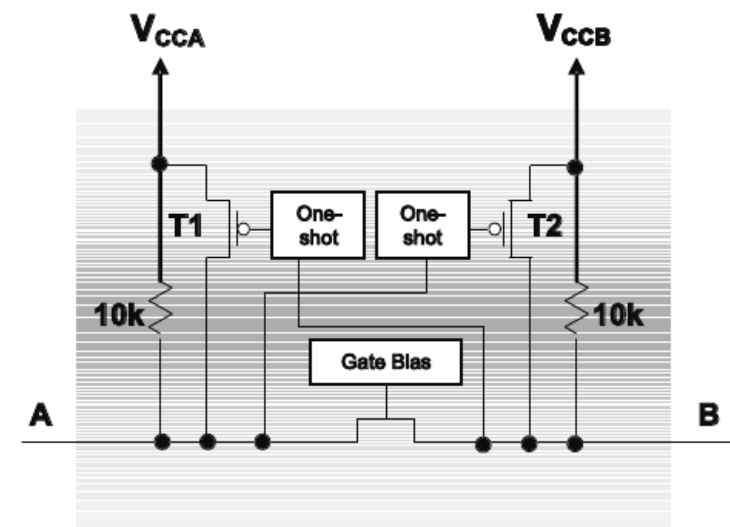 VCCA
VCCB
T1
One-
shot
One-
shot
T2
10k
10k
Gate Bias
A
B